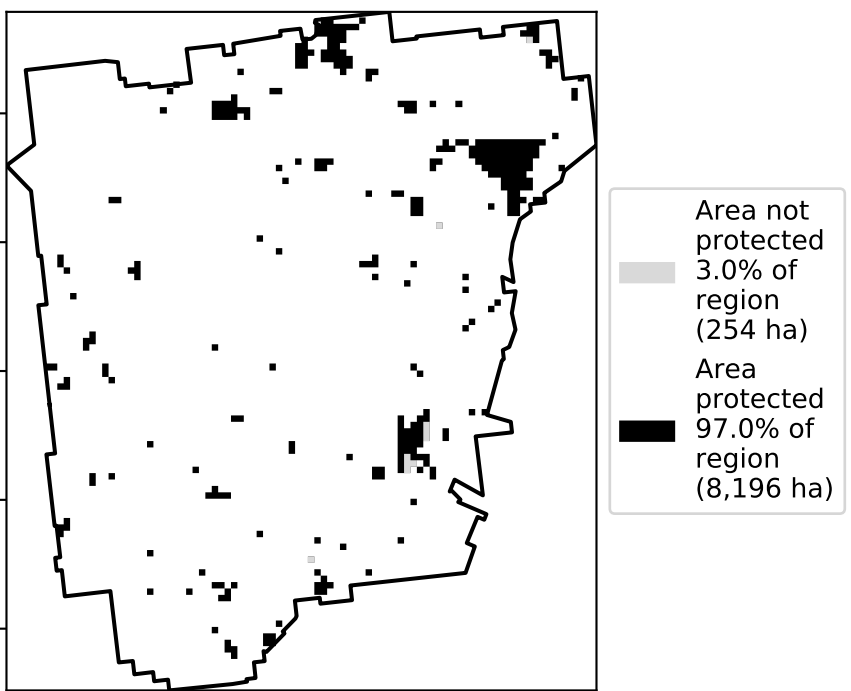 Area not
protected
3.0% of
region
(254 ha)
Area
protected
97.0% of
region
(8,196 ha)